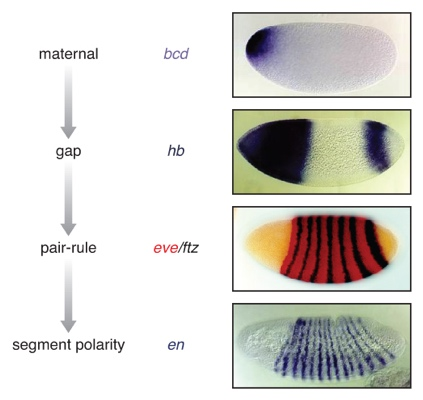 maternal bcd
gap hb
pair-rule eve/ftz
segment polarity en